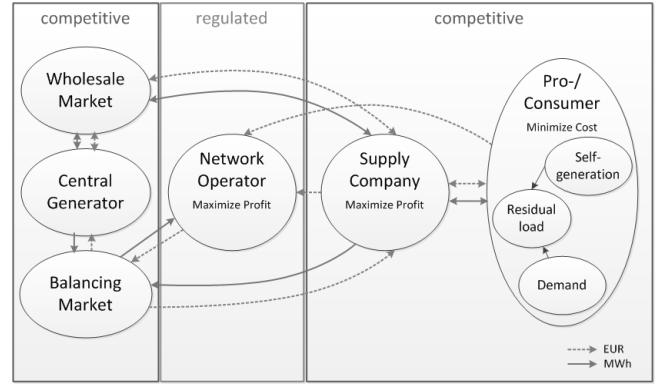 competitive
regulated
competitive
Wholesale
Market
Central
Generator
Balancing
Market
Network
Operator
Maximize Profit
Supply
Company
Maximize Profit
Pro-/
Consumer
Minimize Cost
Self-
generation
Residual
load
Demand
EUR
MWh